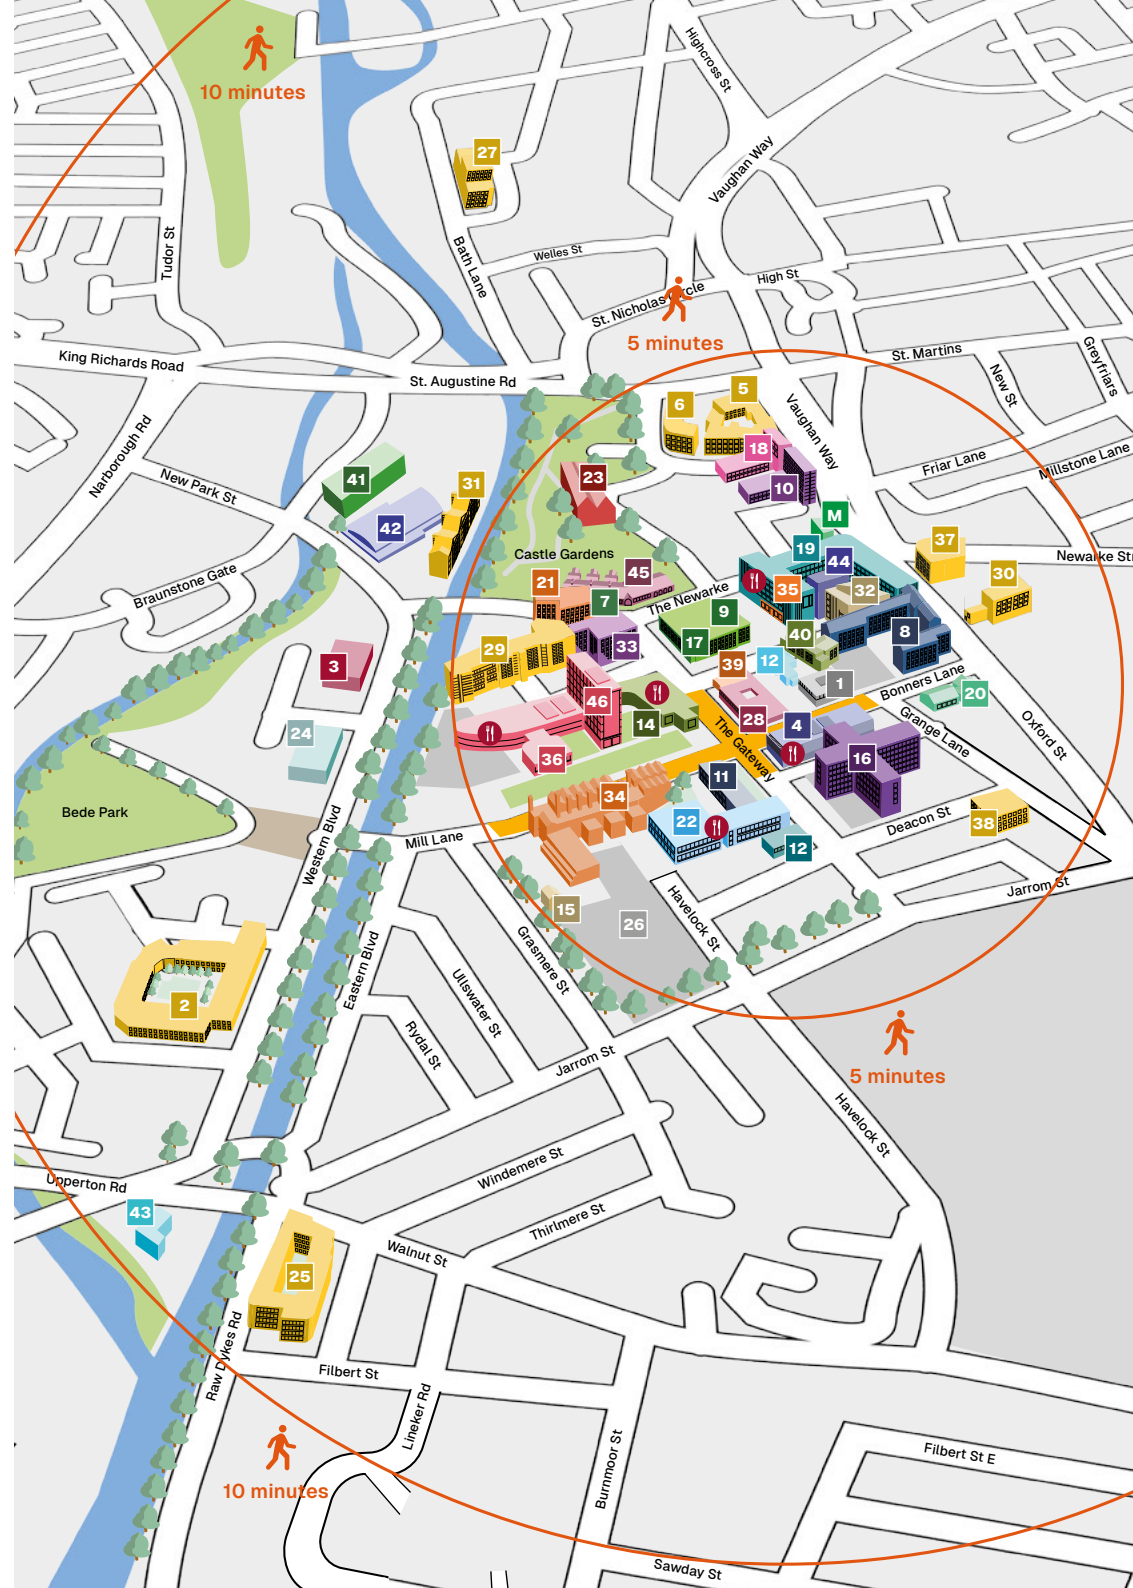 10 minutes
Highcross St
27
Vaughan Way
Tudor St
Bath Lane
Welles St
High St
St. Nicholas Circle
5 minutes
King Richards Road
St. Augustine Rd
St. Martins
Greyfriars
New St
5
6
Vaughan Way
Narborough Rd
18
Friar Lane
Millstone Lane
New Park St
41
31
23
10
42
M
Castle Gardens
19
37
Newarke Str
44
45
21
30
Braunstone Gate
The Newarke
35
32
7
9
40
8
33
17
29
3
39
12
1
Bonners Lane
20
46
14
28
4
Grange Lane
Oxford St
24
The Gateway
36
16
11
34
Bede Park
22
Deacon St
38
12
Mill Lane
Western Blvd
Jarrom St
15
26
Havelock St
Grasmere St
Eastern Blvd
Ullswater St
2
Rydal St
5 minutes
Jarrom St
Havelock St
Upperton Rd
Windemere St
43
Thirlmere St
Walnut St
25
Raw Dykes Rd
Filbert St
Lineker Rd
Burnmoor St
Filbert St E
10 minutes
Sawday St